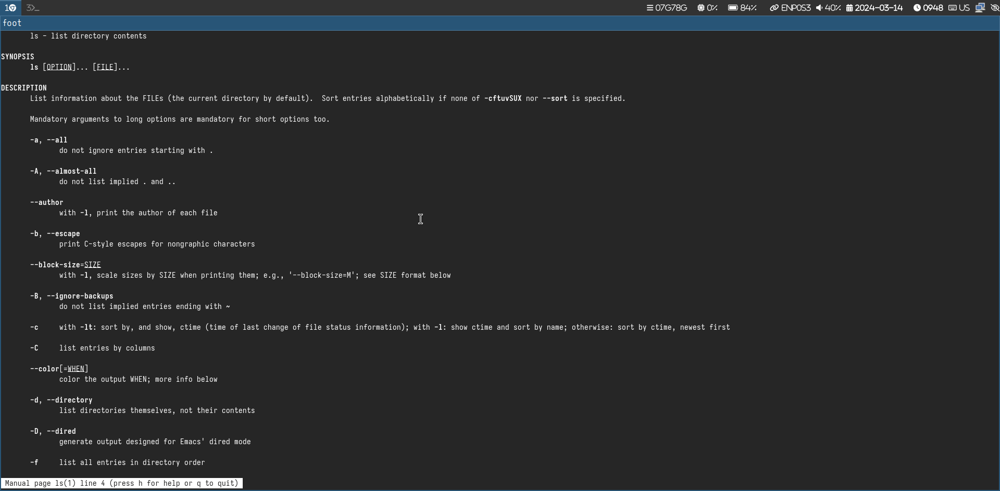 1 3 07G78G 0% 84% ENP0S3 40% 2024-03-14 0948 US
foot
ls - list directory contents
SYNOPSIS
ls [OPTION]... [FILE]...
DESCRIPTION
List information about the FILEs (the current directory by default).  Sort entries alphabetically if none of -cftuvSUX nor --sort is specified.
Mandatory arguments to long options are mandatory for short options too.
-a, --all
do not ignore entries starting with .
-A, --almost-all
do not list implied . and ..
--author
with -l, print the author of each file
-b, --escape
print C-style escapes for nongraphic characters
--block-size=SIZE
with -l, scale sizes by SIZE when printing them; e.g., '--block-size=M'; see SIZE format below
-B, --ignore-backups
do not list implied entries ending with ~
-c     with -lt: sort by, and show, ctime (time of last change of file status information); with -l: show ctime and sort by name; otherwise: sort by ctime, newest first
-C     list entries by columns
--color[=WHEN]
color the output WHEN; more info below
-d, --directory
list directories themselves, not their contents
-D, --dired
generate output designed for Emacs' dired mode
-f     list all entries in directory order
Manual page ls(1) line 4 (press h for help or q to quit)